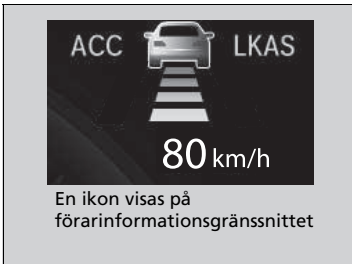 ACC LKAS
80 km/h
En ikon visas på
förarinformationsgränssnittet